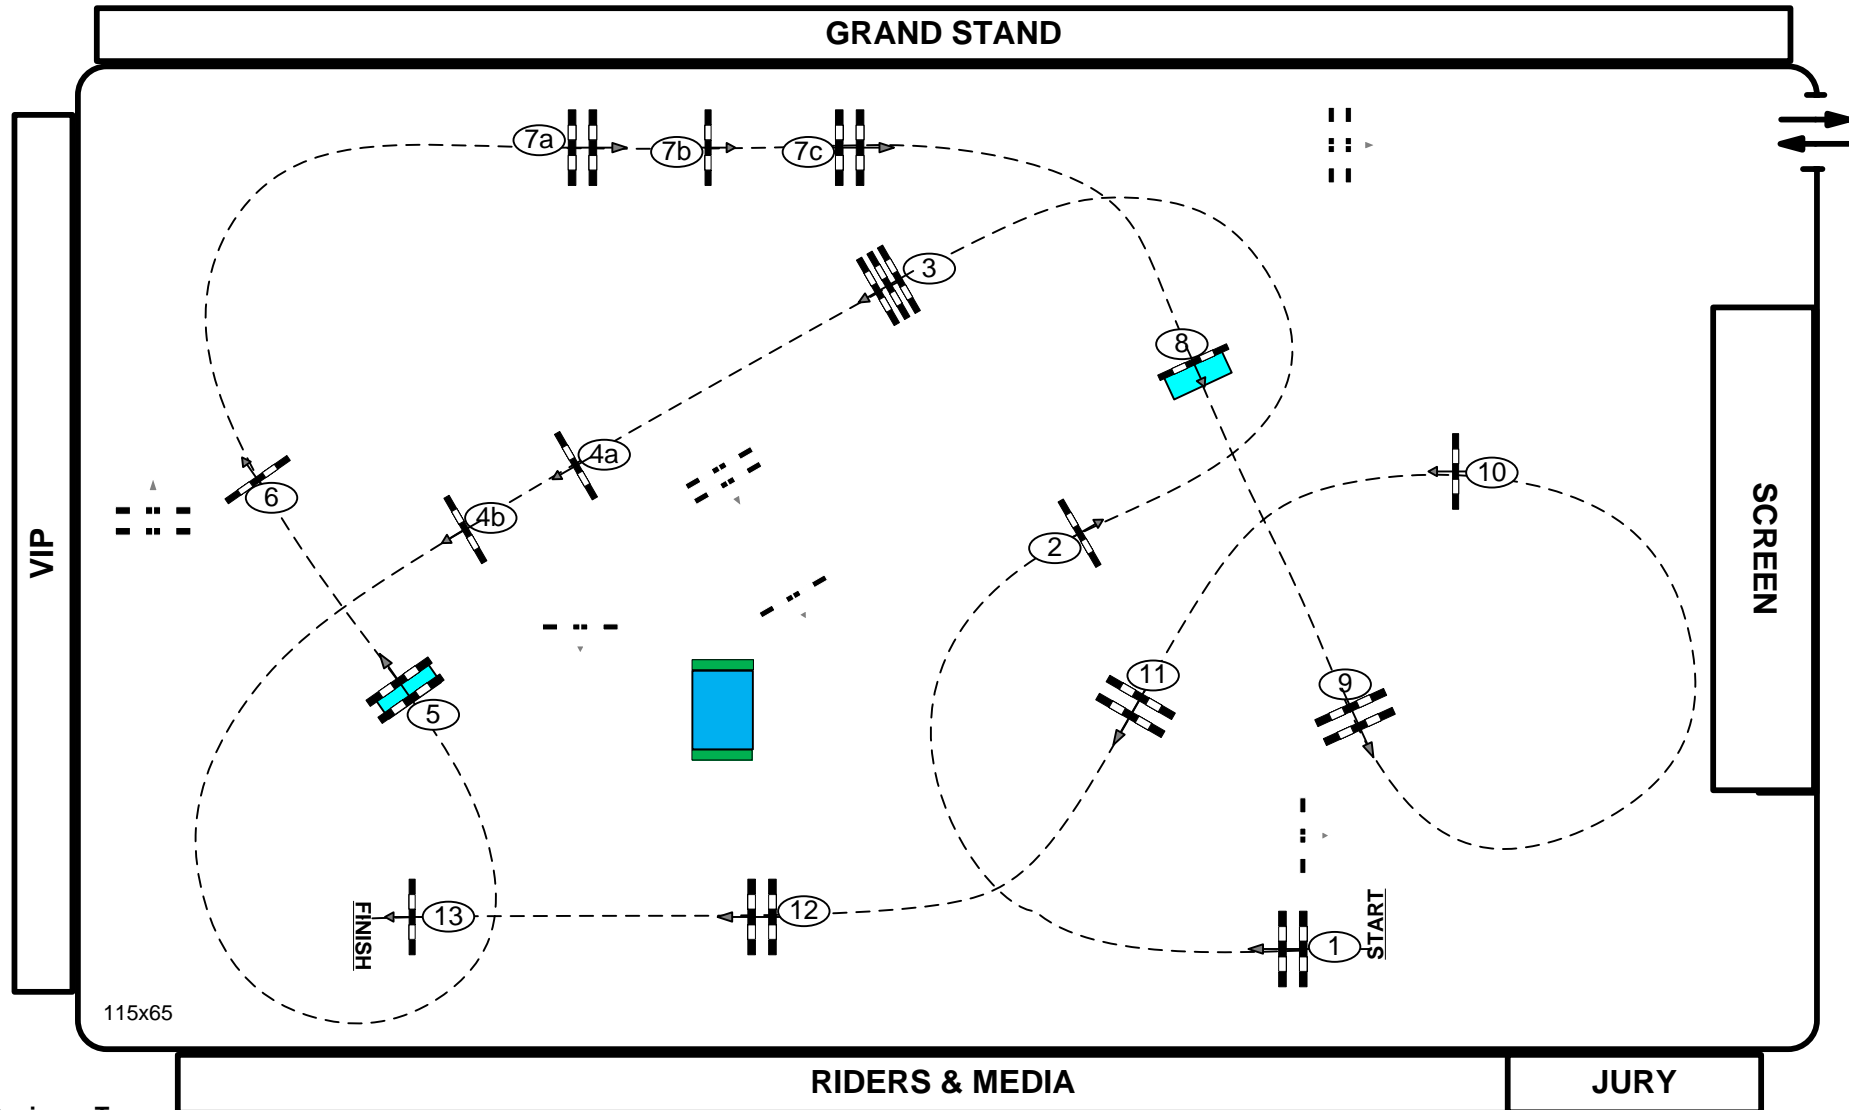 GRAND STAND
7a
7b
7c
3
8
4a
10
6
4b
2
VIP
SCREEN
11
9
5
12
13
1
START
FINISH
115x65
RIDERS & MEDIA
JURY